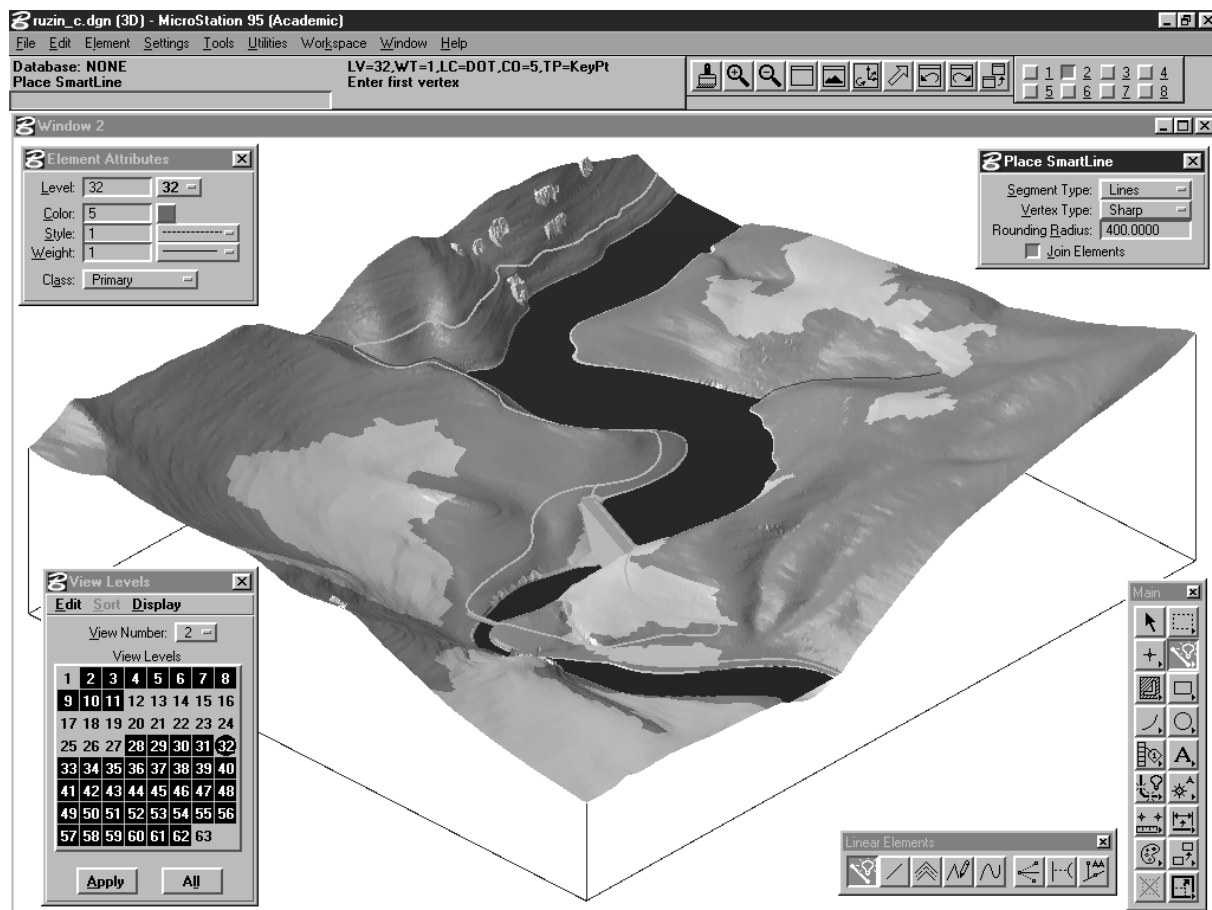 ruzin_c.dgn (3D) - MicroStation 95 (Academic)
File Edit Element Settings Tools Utilities Workspace Window Help
Database: NONE
LV=32,WT=1,LC=DOT,CO=5,TP=KeyPt
Place SmartLine
Enter first vertex
1 2 3 4
5 6 7 8
Window 2
Element Attributes
Level: 32 32
Color: 5
Style: 1
Weight: 1
Class: Primary
Place SmartLine
Segment Type: Lines
Vertex Type: Sharp
Rounding Radius: 400.0000
Join Elements
View Levels
Edit Sort Display
View Number: 2
View Levels
1 2 3 4 5 6 7 8
9 10 11 12 13 14 15 16
17 18 19 20 21 22 23 24
25 26 27 28 29 30 31 32
33 34 35 36 37 38 39 40
41 42 43 44 45 46 47 48
49 50 51 52 53 54 55 56
57 58 59 60 61 62 63
Apply All
Main
A
Linear Elements